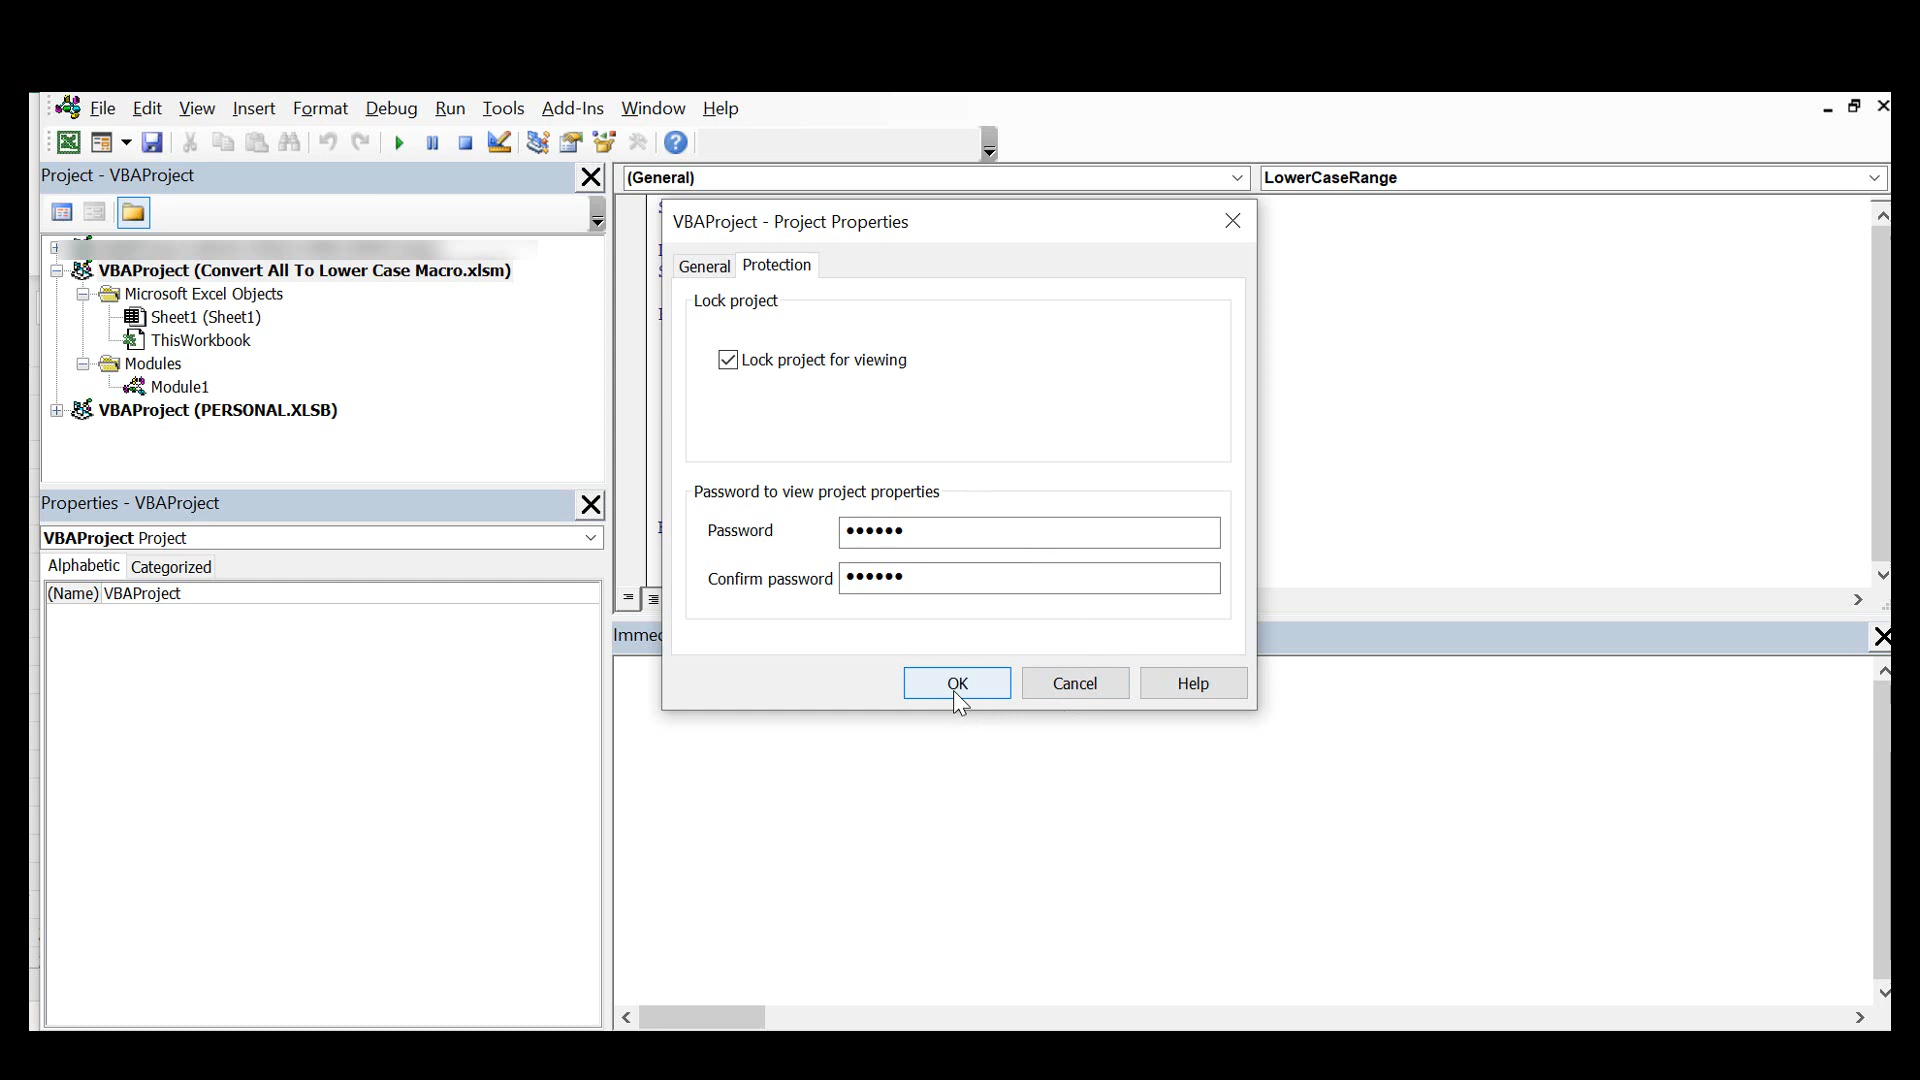 File Edit View Insert Format Debug Run Tools Add-Ins Window Help
Project - VBAProject
(General)
LowerCaseRange
VBAProject (Convert All To Lower Case Macro.xlsm)
Microsoft Excel Objects
Sheet1 (Sheet1)
ThisWorkbook
Modules
Module1
VBAProject (PERSONAL.XLSB)
Properties - VBAProject
VBAProject Project
Alphabetic Categorized
(Name) VBAProject
VBAProject - Project Properties
General Protection
Lock project
Lock project for viewing
Password to view project properties
Password ••••••
Confirm password ••••••
OK Cancel Help